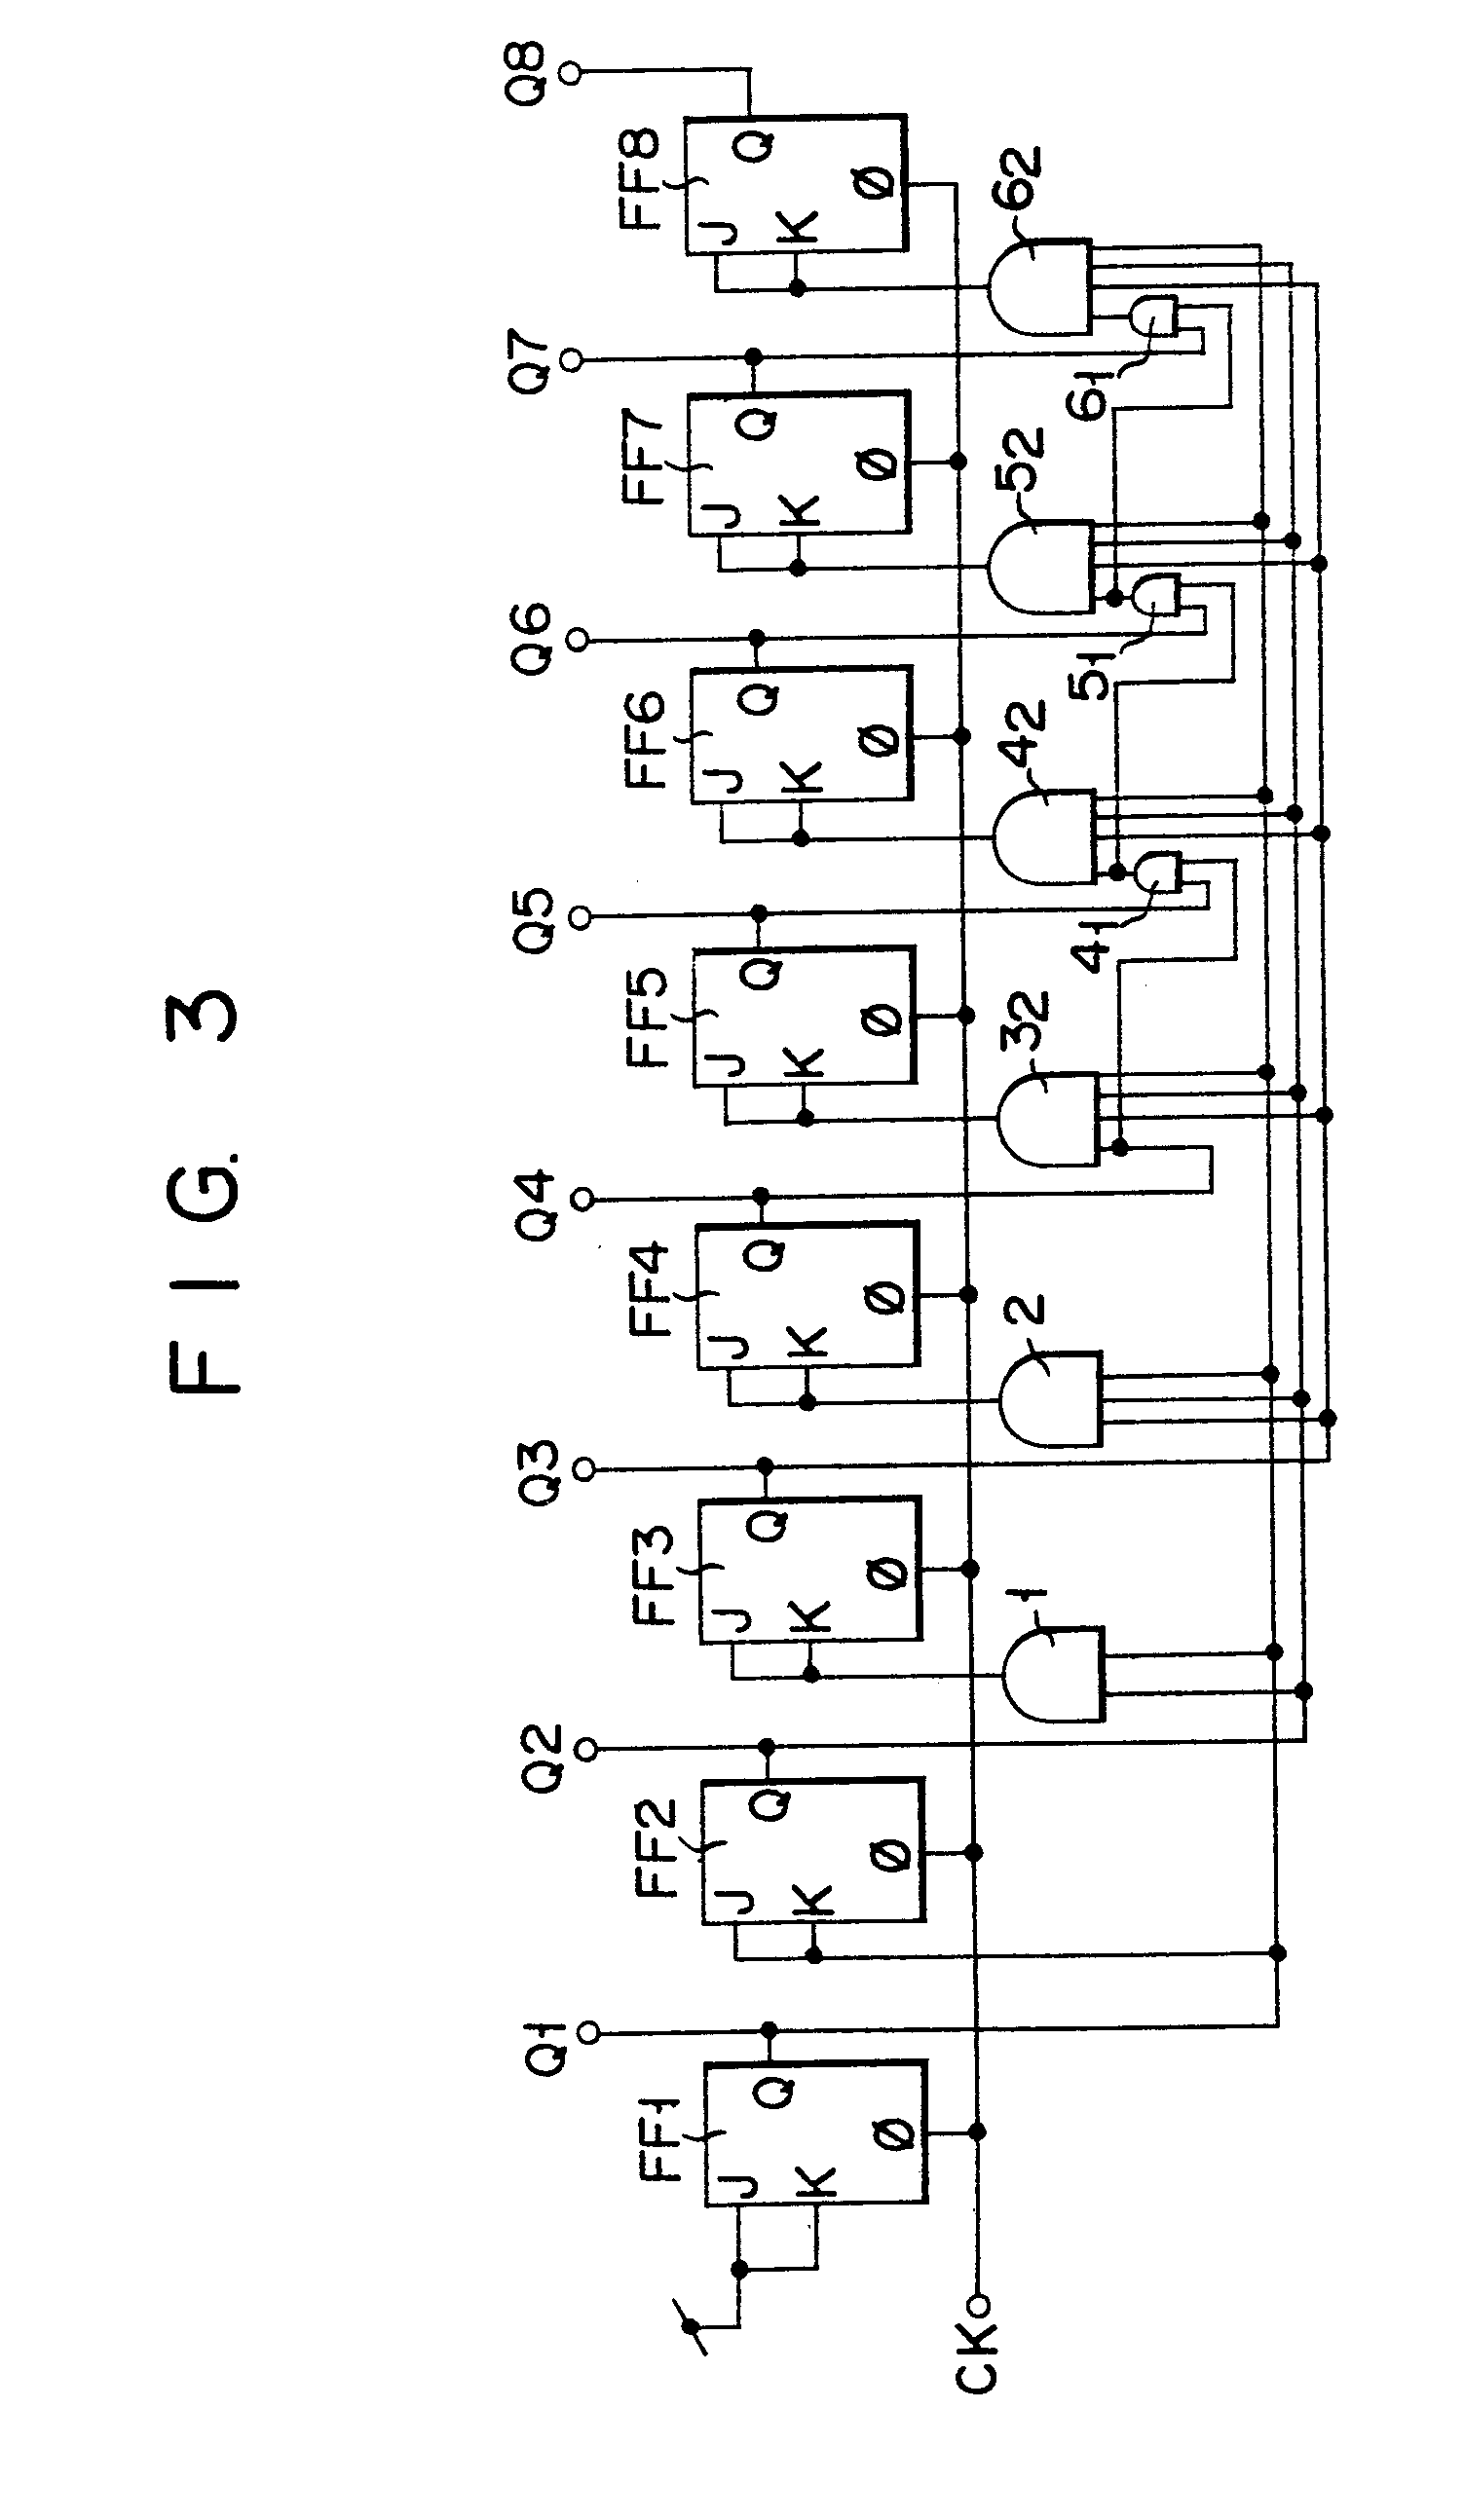 FIG. 3
Q1 Q2 Q3 Q4 Q5 Q6 Q7 Q8
FF1 FF2 FF3 FF4 FF5 FF6 FF7 FF8
J Q J Q J Q J Q J Q J Q J Q J Q
K Ø K Ø K Ø K Ø K Ø K Ø K Ø K Ø
CK
1 2 32 42 52 62
41 51 61